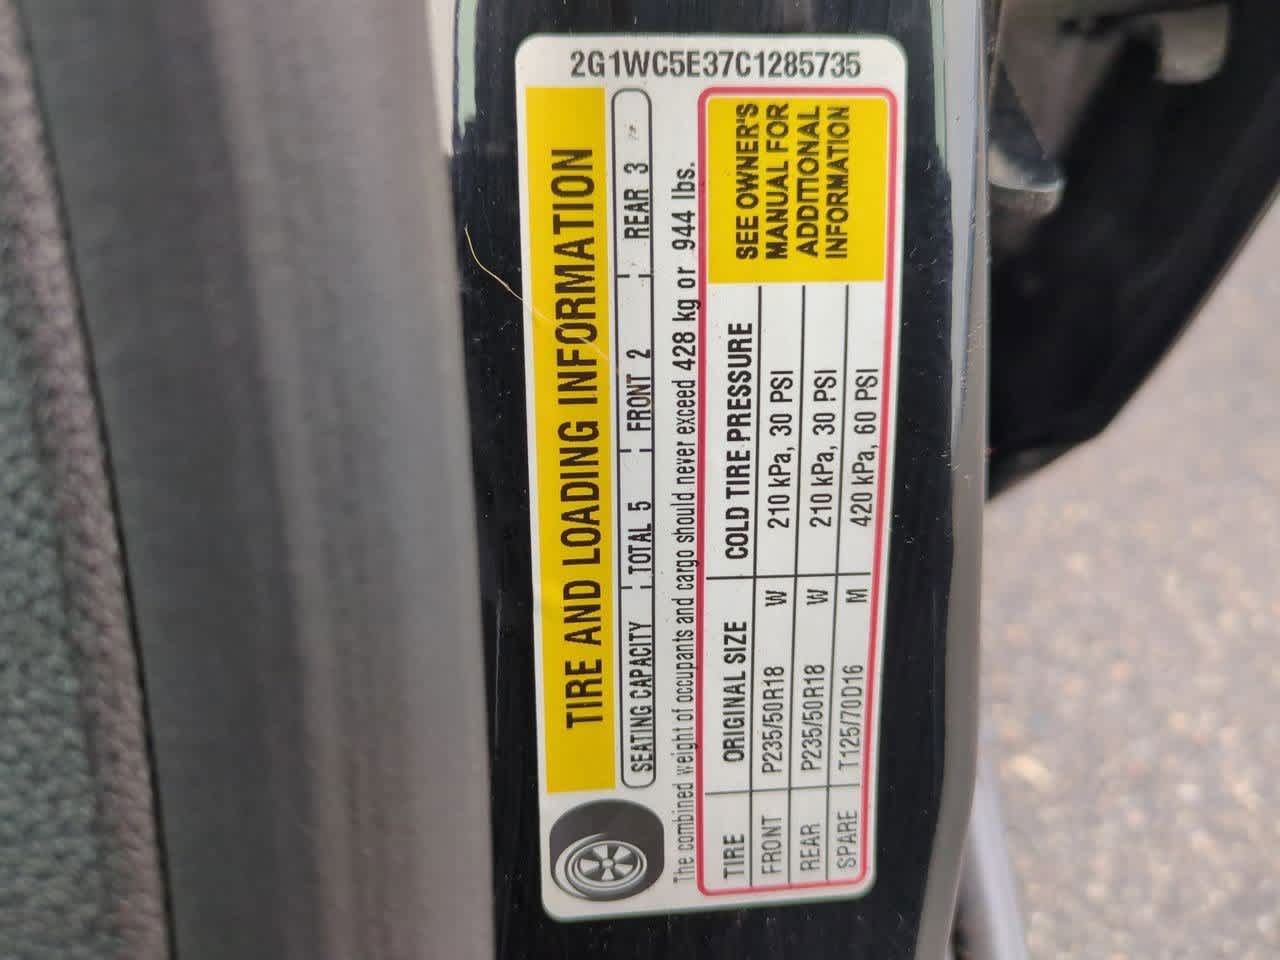 2G1WC5E37C1285735
TIRE AND LOADING INFORMATION
SEATING CAPACITY TOTAL 5 FRONT 2 REAR 3
The combined weight of occupants and cargo should never exceed 428 kg or 944 lbs.
TIRE ORIGINAL SIZE COLD TIRE PRESSURE
FRONT P235/50R18 W 210 kPa, 30 PSI
REAR P235/50R18 W 210 kPa, 30 PSI
SPARE T125/70D16 M 420 kPa, 60 PSI
SEE OWNER'S
MANUAL FOR
ADDITIONAL
INFORMATION